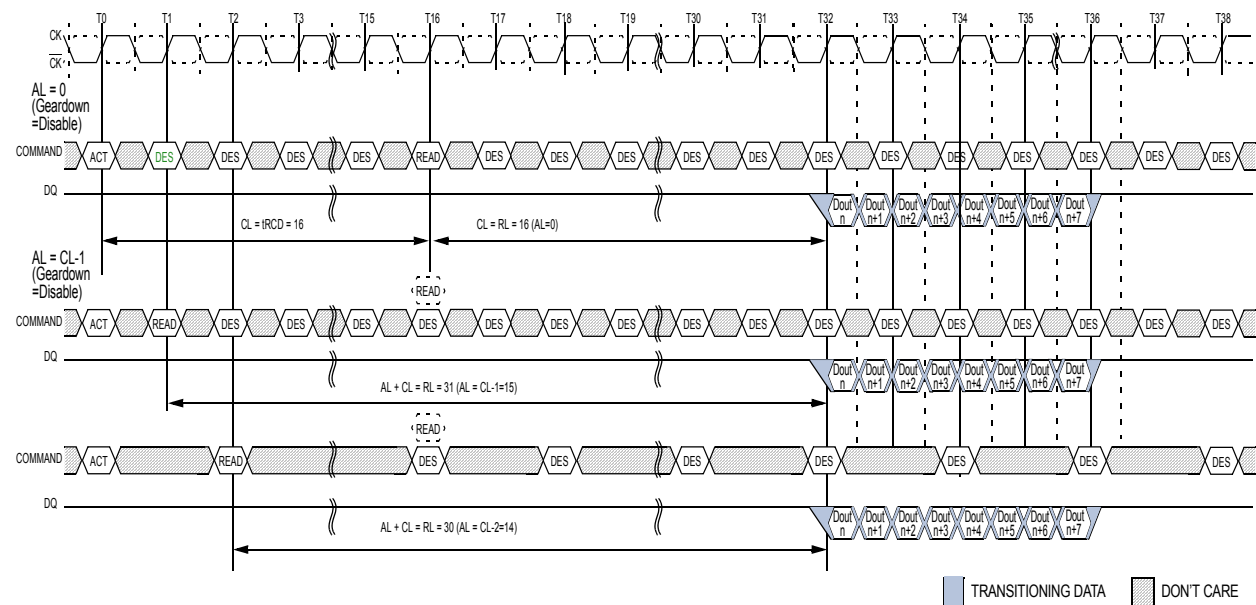 T0 T1 T2 T3 T15 T16 T17 T18 T19 T30 T31 T32 T33 T34 T35 T36 T37 T38
CK
CK
AL = 0
(Geardown
=Disable)
COMMAND ACT DES DES DES DES READ DES DES DES DES DES DES DES DES DES DES DES DES
DQ
Dout n Dout n+1 Dout n+2 Dout n+3 Dout n+4 Dout n+5 Dout n+6 Dout n+7
CL = tRCD = 16 CL = RL = 16 (AL=0)
AL = CL-1
(Geardown
=Disable)
READ
COMMAND ACT READ DES DES DES DES DES DES DES DES DES DES DES DES DES DES DES DES
DQ
Dout n Dout n+1 Dout n+2 Dout n+3 Dout n+4 Dout n+5 Dout n+6 Dout n+7
AL + CL = RL = 31 (AL = CL-1=15)
READ
COMMAND ACT READ DES DES DES DES DES DES DES
DQ
Dout n Dout n+1 Dout n+2 Dout n+3 Dout n+4 Dout n+5 Dout n+6 Dout n+7
AL + CL = RL = 30 (AL = CL-2=14)
TRANSITIONING DATA DON'T CARE